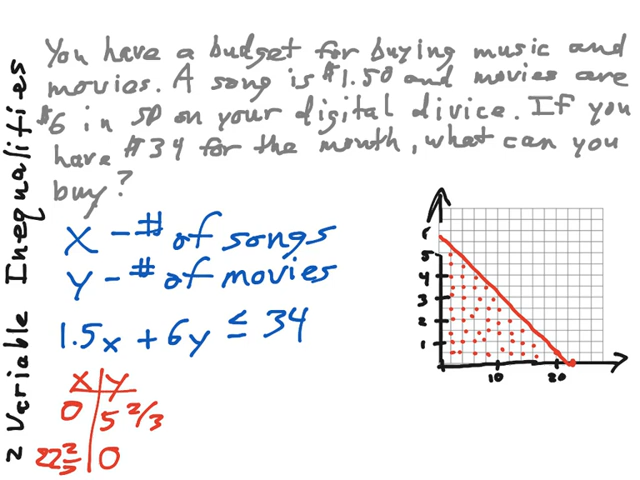 2 Variable Inequalities
You have a budget for buying music and
movies. A song is $1.50 and movies are
$6 in SD on your digital divice. If you
have $34 for the month, what can you
buy?
X - # of songs
Y - # of movies
1.5x + 6y ≤ 34
X Y
0 5 2/3
22 2/3 0
6
5
4
3
2
1
10 20